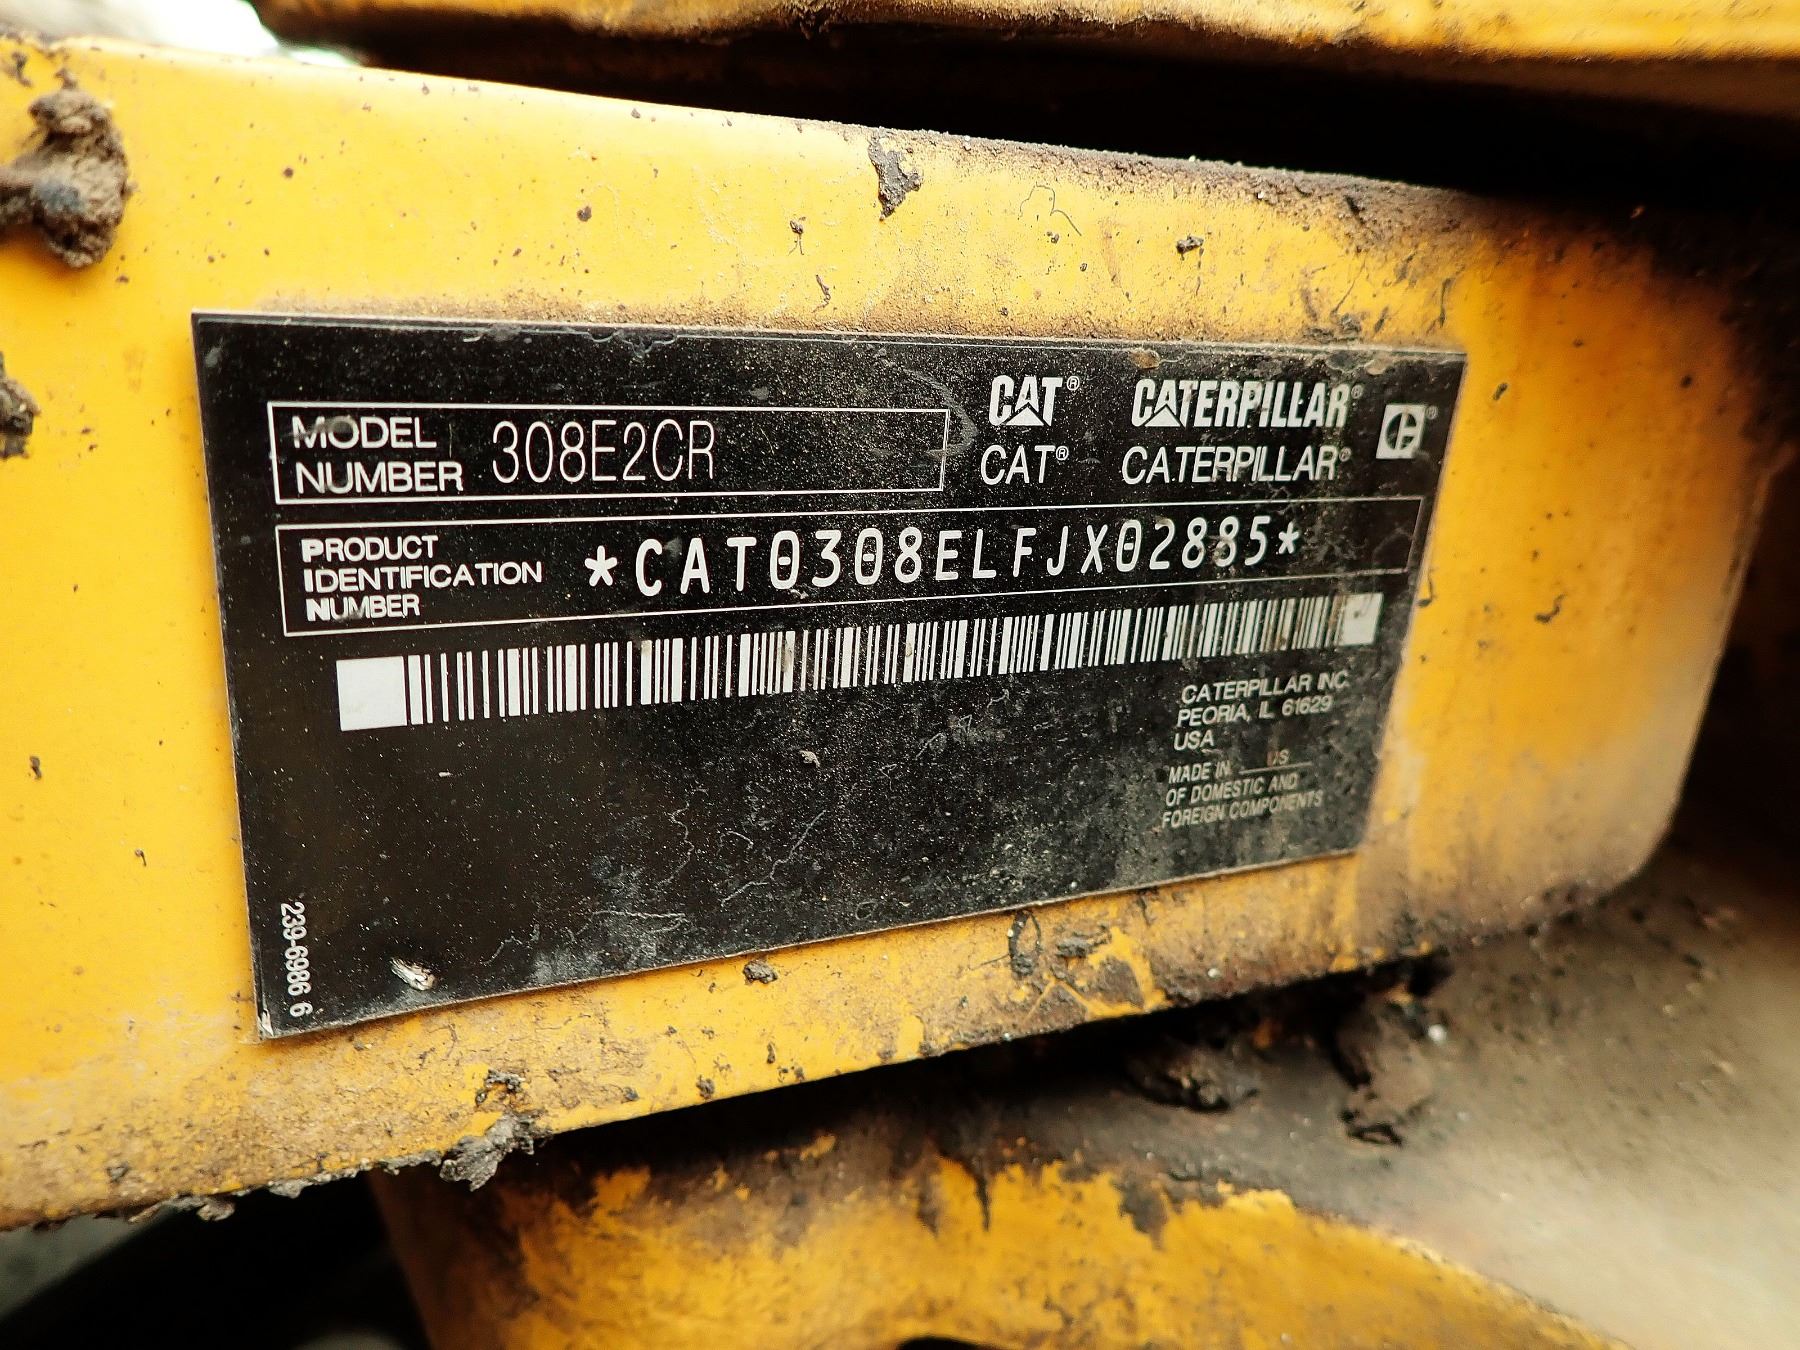 MODEL
NUMBER 308E2CR
CAT® CATERPILLAR®
CAT® CATERPILLAR®
PRODUCT
IDENTIFICATION
NUMBER
*CAT0308ELFJX02885*
CATERPILLAR INC.
PEORIA, IL 61629
USA
MADE IN US
OF DOMESTIC AND
FOREIGN COMPONENTS
239-6986 6